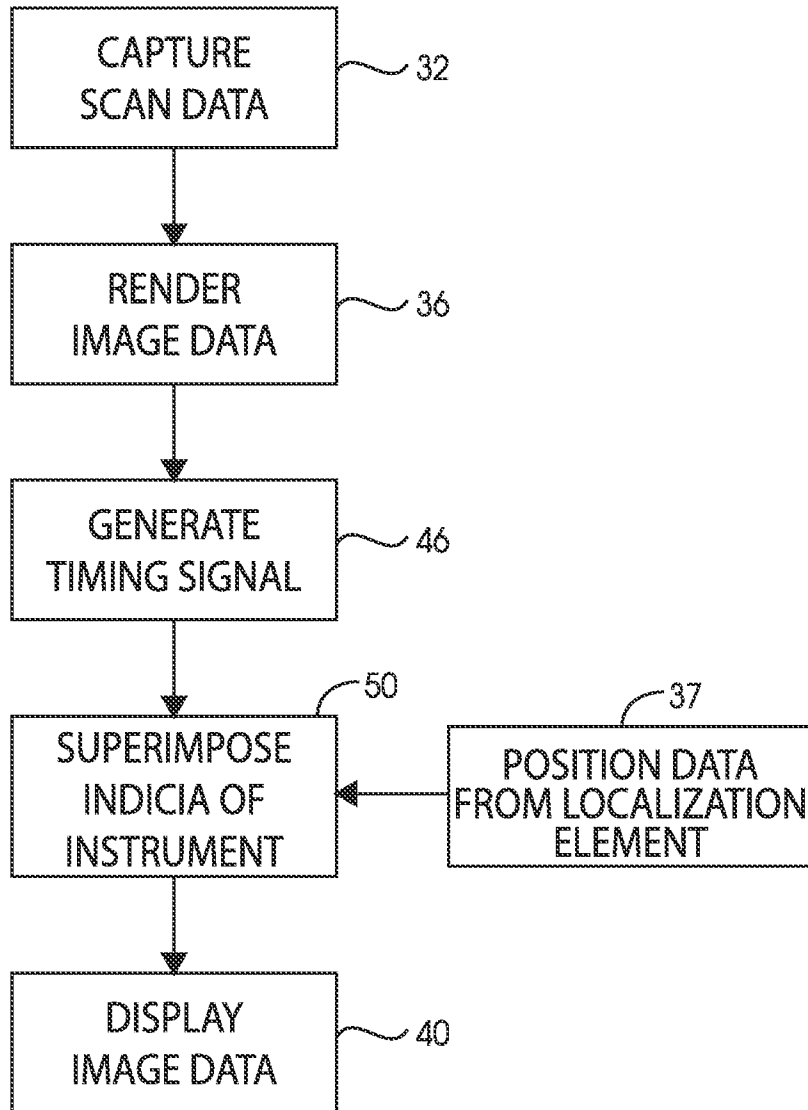 CAPTURE
SCAN DATA
32
RENDER
IMAGE DATA
36
GENERATE
TIMING SIGNAL
46
50
SUPERIMPOSE
INDICIA OF
INSTRUMENT
37
POSITION DATA
FROM LOCALIZATION
ELEMENT
DISPLAY
IMAGE DATA
40